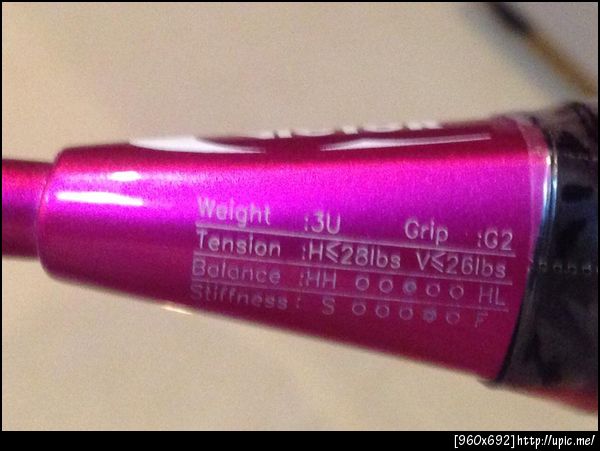 Weight :3U Grip :G2
Tension :H≤28lbs V≤26lbs
Balance :HH ○ ○ ● ○ ○ HL
Stiffness: S ○ ○ ○ ● ○ F
[960x692]http://upic.me/